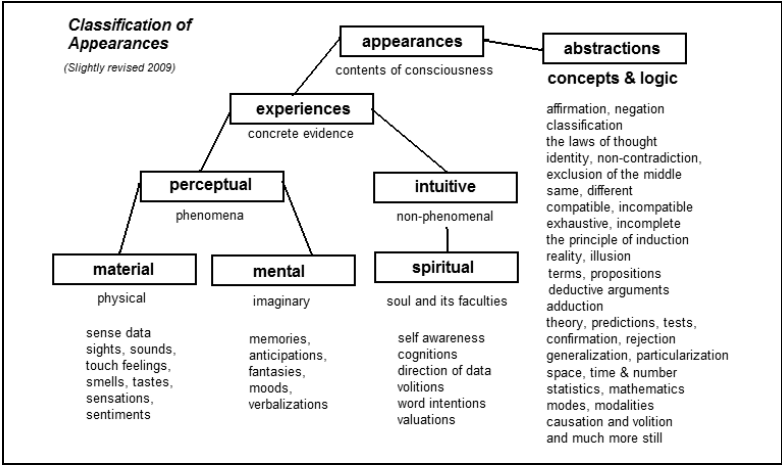 Classification of
Appearances
(Slightly revised 2009)
appearances
contents of consciousness
abstractions
concepts & logic
experiences
concrete evidence
perceptual
phenomena
intuitive
non-phenomenal
material
physical
mental
imaginary
spiritual
soul and its faculties
sense data
sights, sounds,
touch feelings,
smells, tastes,
sensations,
sentiments
memories,
anticipations,
fantasies,
moods,
verbalizations
self awareness
cognitions
direction of data
volitions
word intentions
valuations
affirmation, negation
classification
the laws of thought
identity, non-contradiction,
exclusion of the middle
same, different
compatible, incompatible
exhaustive, incomplete
the principle of induction
reality, illusion
terms, propositions
deductive arguments
adduction
theory, predictions, tests,
confirmation, rejection
generalization, particularization
space, time & number
statistics, mathematics
modes, modalities
causation and volition
and much more still